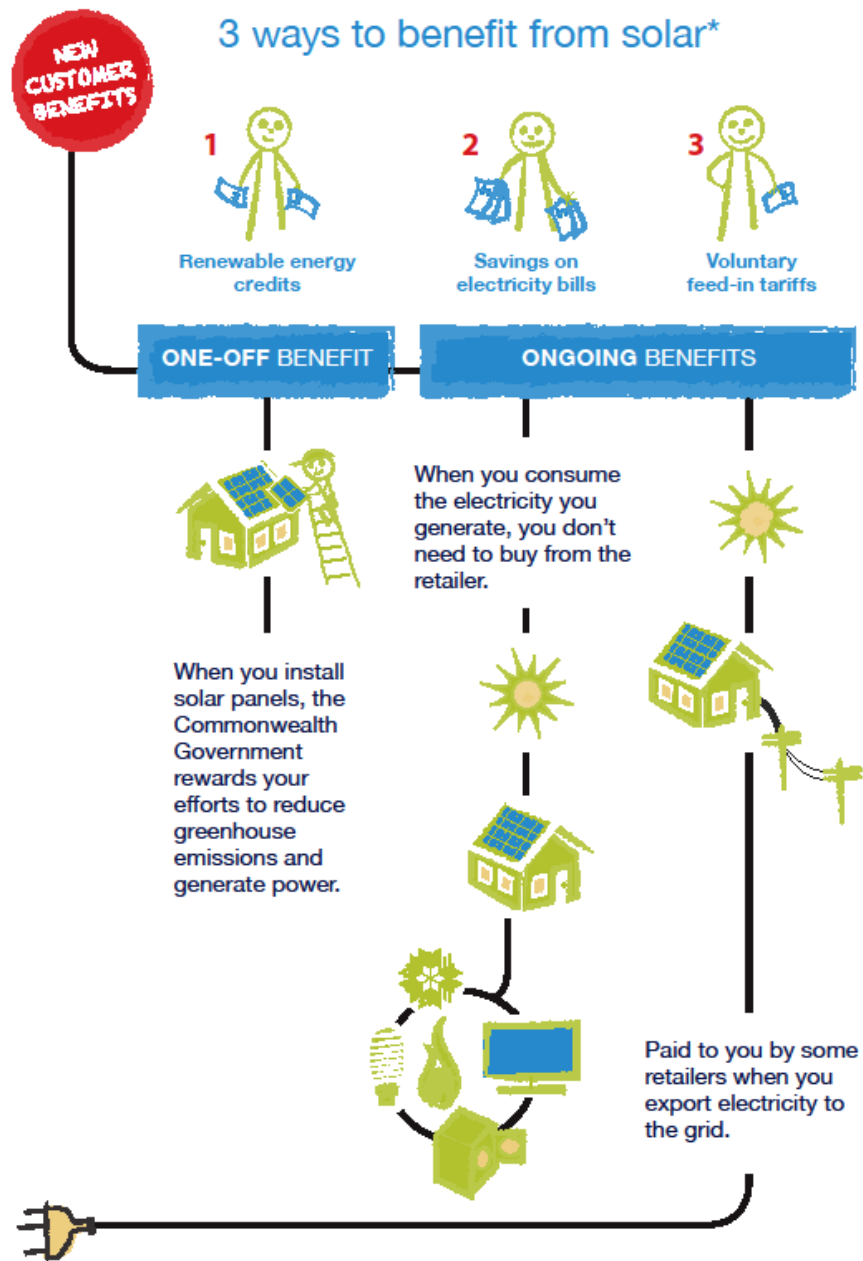 NEW
CUSTOMER
BENEFITS
3 ways to benefit from solar*
1
Renewable energy
credits
2
Savings on
electricity bills
3
Voluntary
feed-in tariffs
ONE-OFF BENEFIT
ONGOING BENEFITS
When you install
solar panels, the
Commonwealth
Government
rewards your
efforts to reduce
greenhouse
emissions and
generate power.
When you consume
the electricity you
generate, you don't
need to buy from the
retailer.
Paid to you by some
retailers when you
export electricity to
the grid.